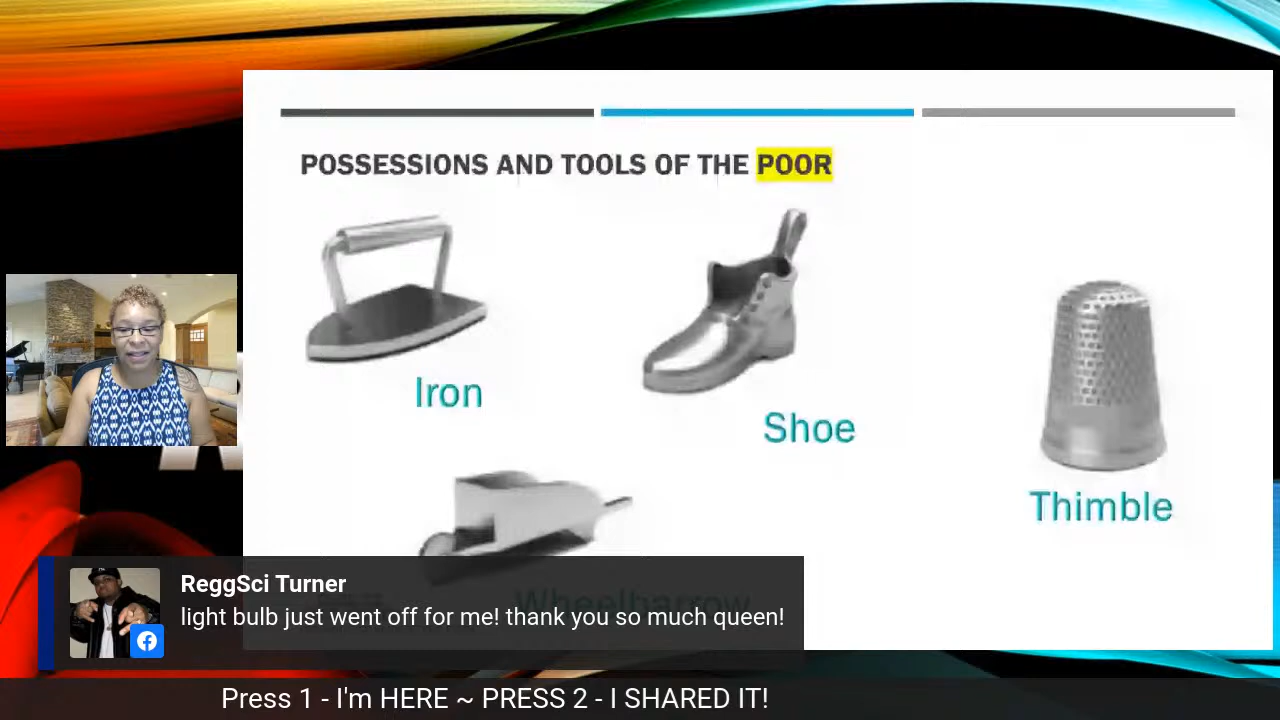 POSSESSIONS AND TOOLS OF THE POOR
Iron
Shoe
Thimble
Wheelbarrow
ReggSci Turner
light bulb just went off for me! thank you so much queen!
Press 1 - I'm HERE ~ PRESS 2 - I SHARED IT!